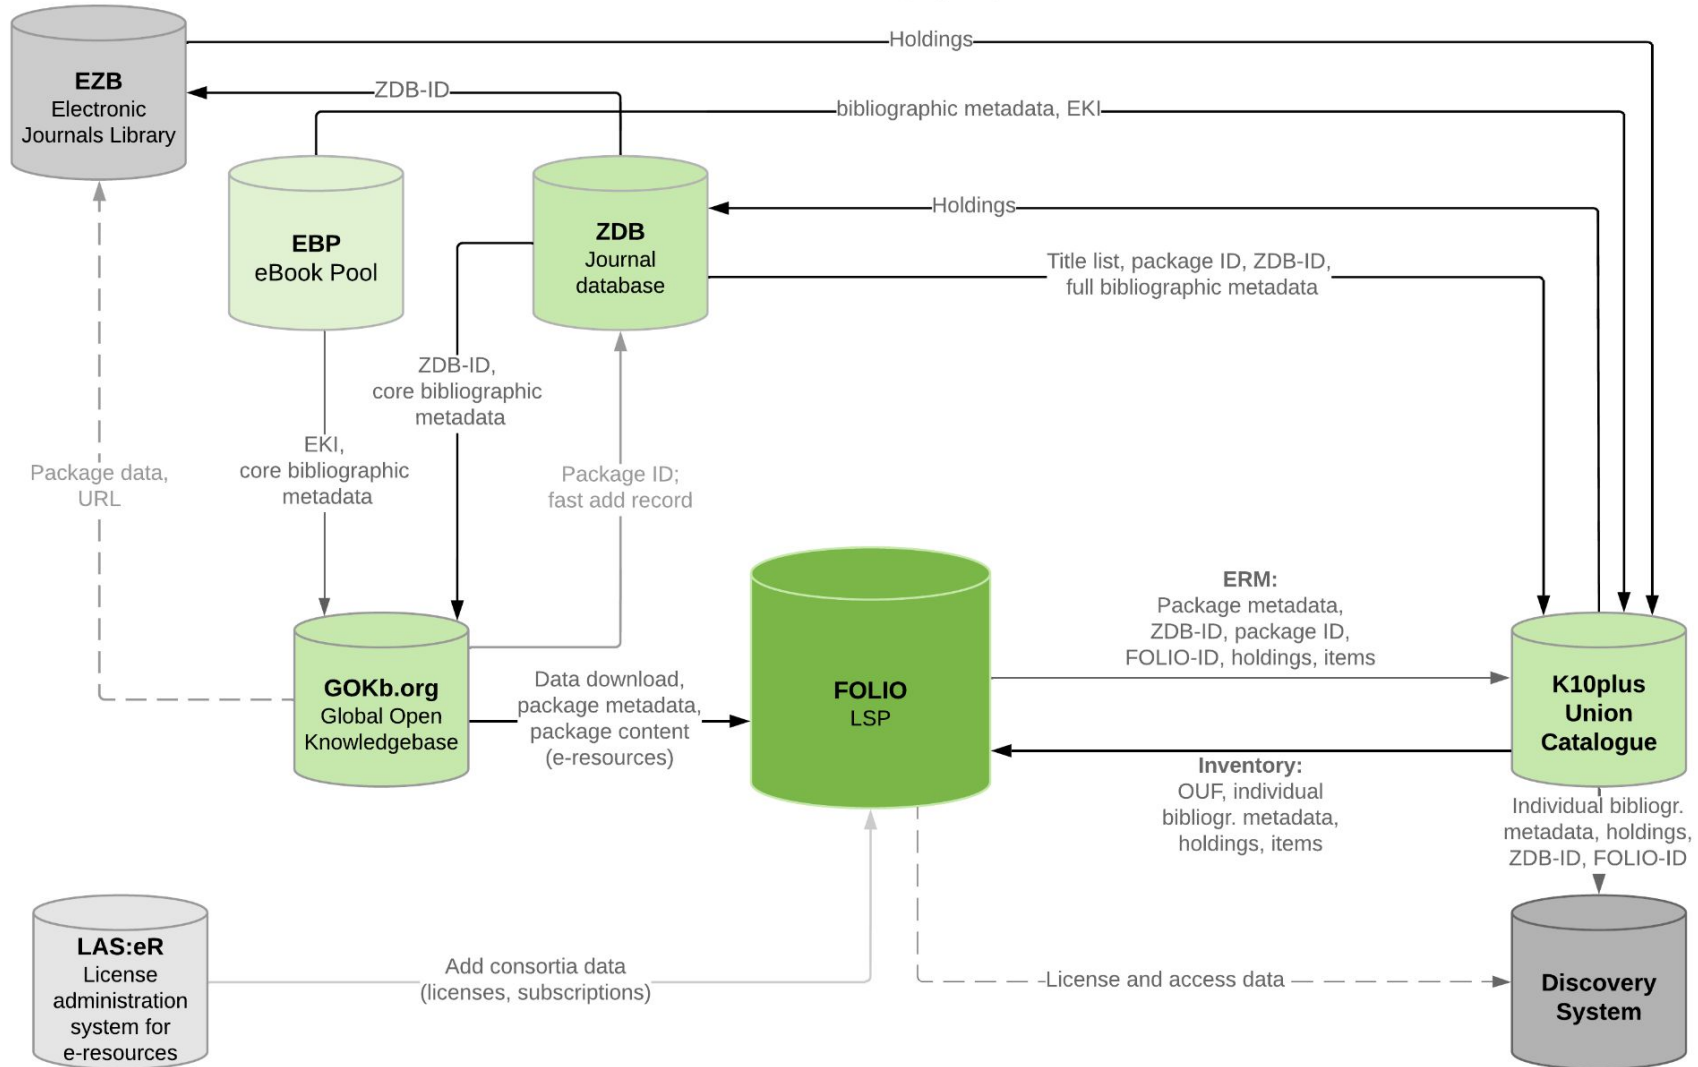 Holdings
EZB
Electronic
Journals Library
ZDB-ID
bibliographic metadata, EKI
Holdings
EBP
eBook Pool
ZDB
Journal
database
Title list, package ID, ZDB-ID,
full bibliographic metadata
ZDB-ID,
core bibliographic
metadata
EKI,
core bibliographic
metadata
Package data,
URL
Package ID;
fast add record
ERM:
Package metadata,
ZDB-ID, package ID,
FOLIO-ID, holdings, items
GOKb.org
Global Open
Knowledgebase
Data download,
package metadata,
package content
(e-resources)
FOLIO
LSP
K10plus
Union
Catalogue
Inventory:
OUF, individual
bibliogr. metadata,
holdings, items
Individual bibliogr.
metadata, holdings,
ZDB-ID, FOLIO-ID
LAS:eR
License
administration
system for
e-resources
Add consortia data
(licenses, subscriptions)
License and access data
Discovery
System